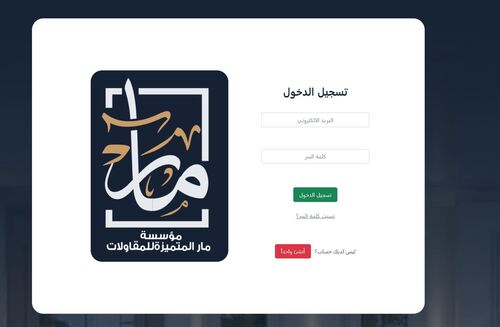 تسجيل الدخول
البريد الالكتروني
كلمة السر
تسجيل الدخول
نسيت كلمة السر؟
ليس لديك حساب؟ أنشئ واحداً
مارا
مؤسسة
مار المتميزة للمقاولات